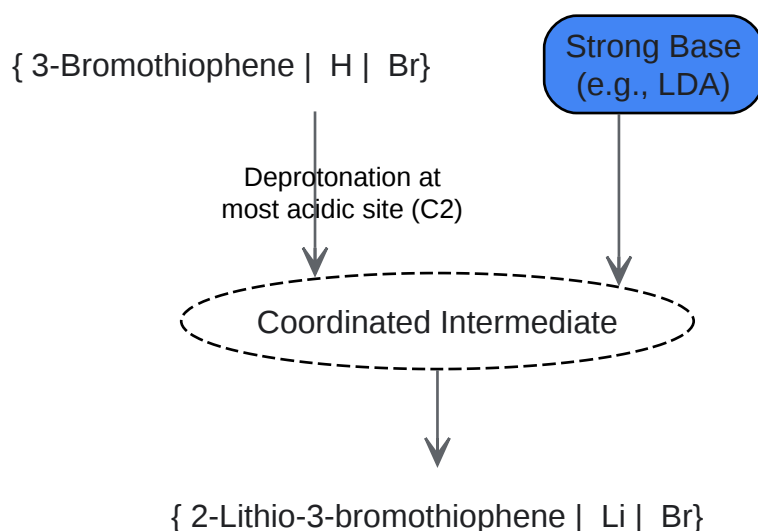 { 3-Bromothiophene | H | Br}
Strong Base
(e.g., LDA)
Deprotonation at
most acidic site (C2)
Coordinated Intermediate
{ 2-Lithio-3-bromothiophene | Li | Br}